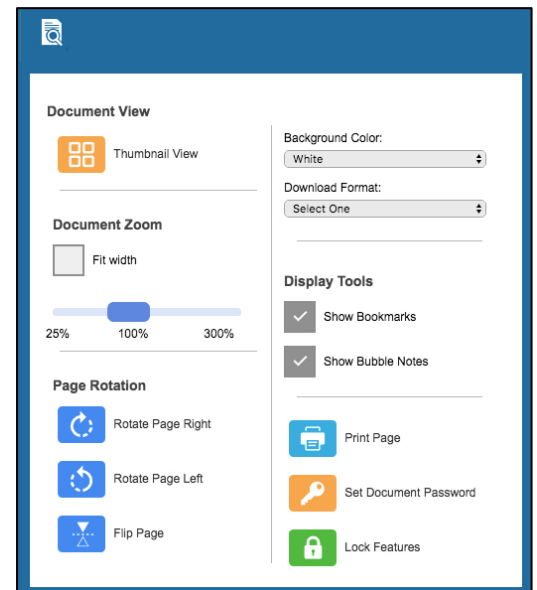 Document View
Thumbnail View
Document Zoom
Fit width
25% 100% 300%
Page Rotation
Rotate Page Right
Rotate Page Left
Flip Page
Background Color:
White
Download Format:
Select One
Display Tools
Show Bookmarks
Show Bubble Notes
Print Page
Set Document Password
Lock Features